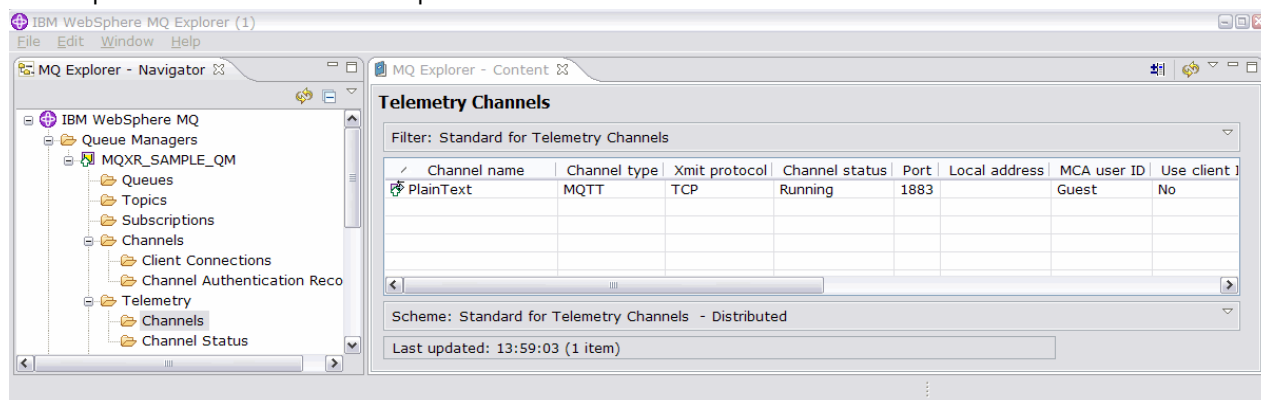 IBM WebSphere MQ Explorer (1)
File Edit Window Help
MQ Explorer - Navigator
IBM WebSphere MQ
Queue Managers
MQXR_SAMPLE_QM
Queues
Topics
Subscriptions
Channels
Client Connections
Channel Authentication Reco
Telemetry
Channels
Channel Status
MQ Explorer - Content
Telemetry Channels
Filter: Standard for Telemetry Channels
Channel name Channel type Xmit protocol Channel status Port Local address MCA user ID Use client
PlainText MQTT TCP Running 1883 Guest No
Scheme: Standard for Telemetry Channels - Distributed
Last updated: 13:59:03 (1 item)